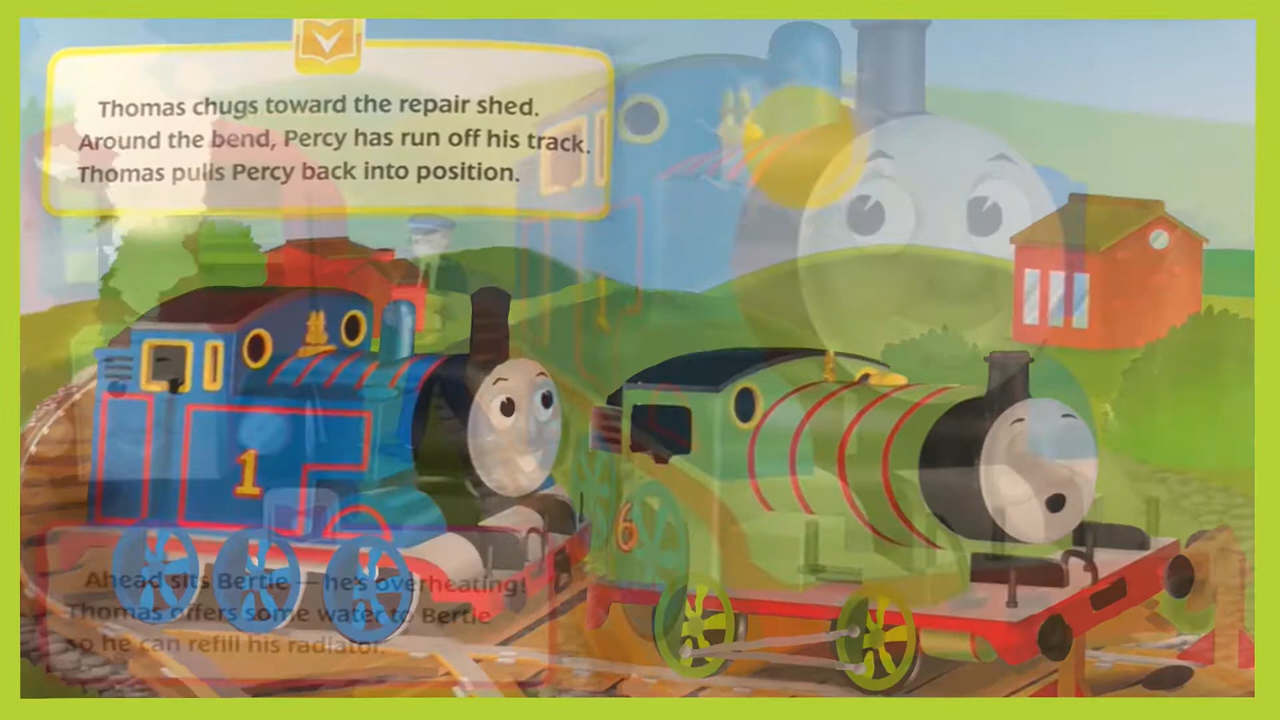 Thomas chugs toward the repair shed.
Around the bend, Percy has run off his track.
Thomas pulls Percy back into position.
1
6
Ahead sits Bertie — he's overheating!
Thomas offers some water to Bertie
so he can refill his radiator.